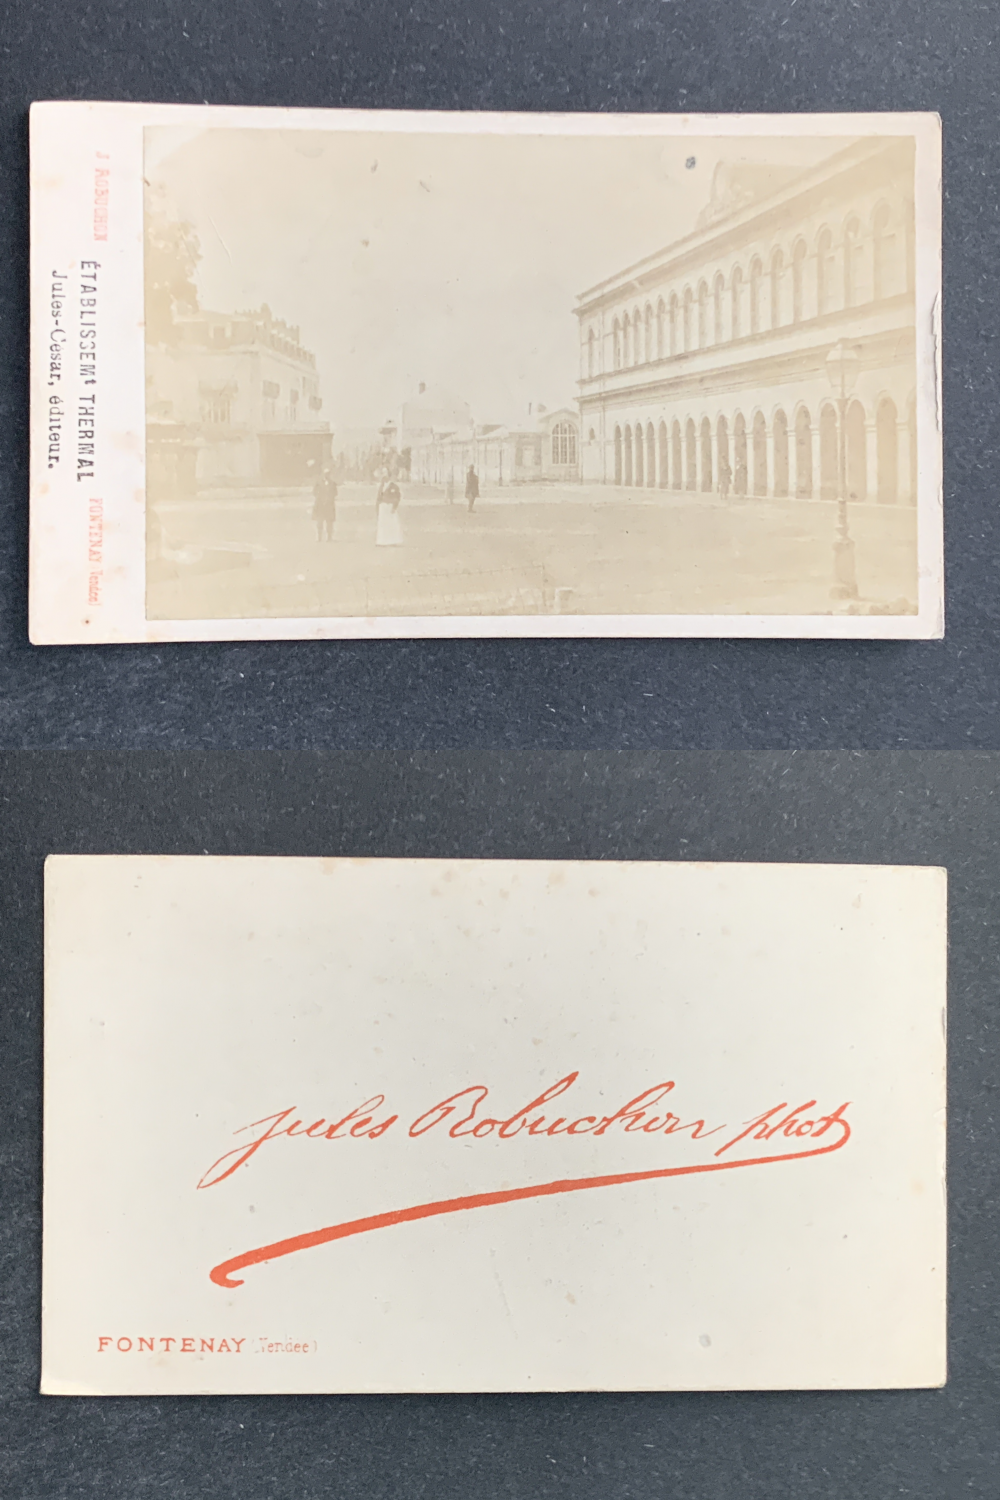 J ROBUCHON
ÉTABLISSEMt THERMAL
FONTENAY Vendée)
Jules-César, éditeur.
Jules Robuchon phot
FONTENAY (Vendée)